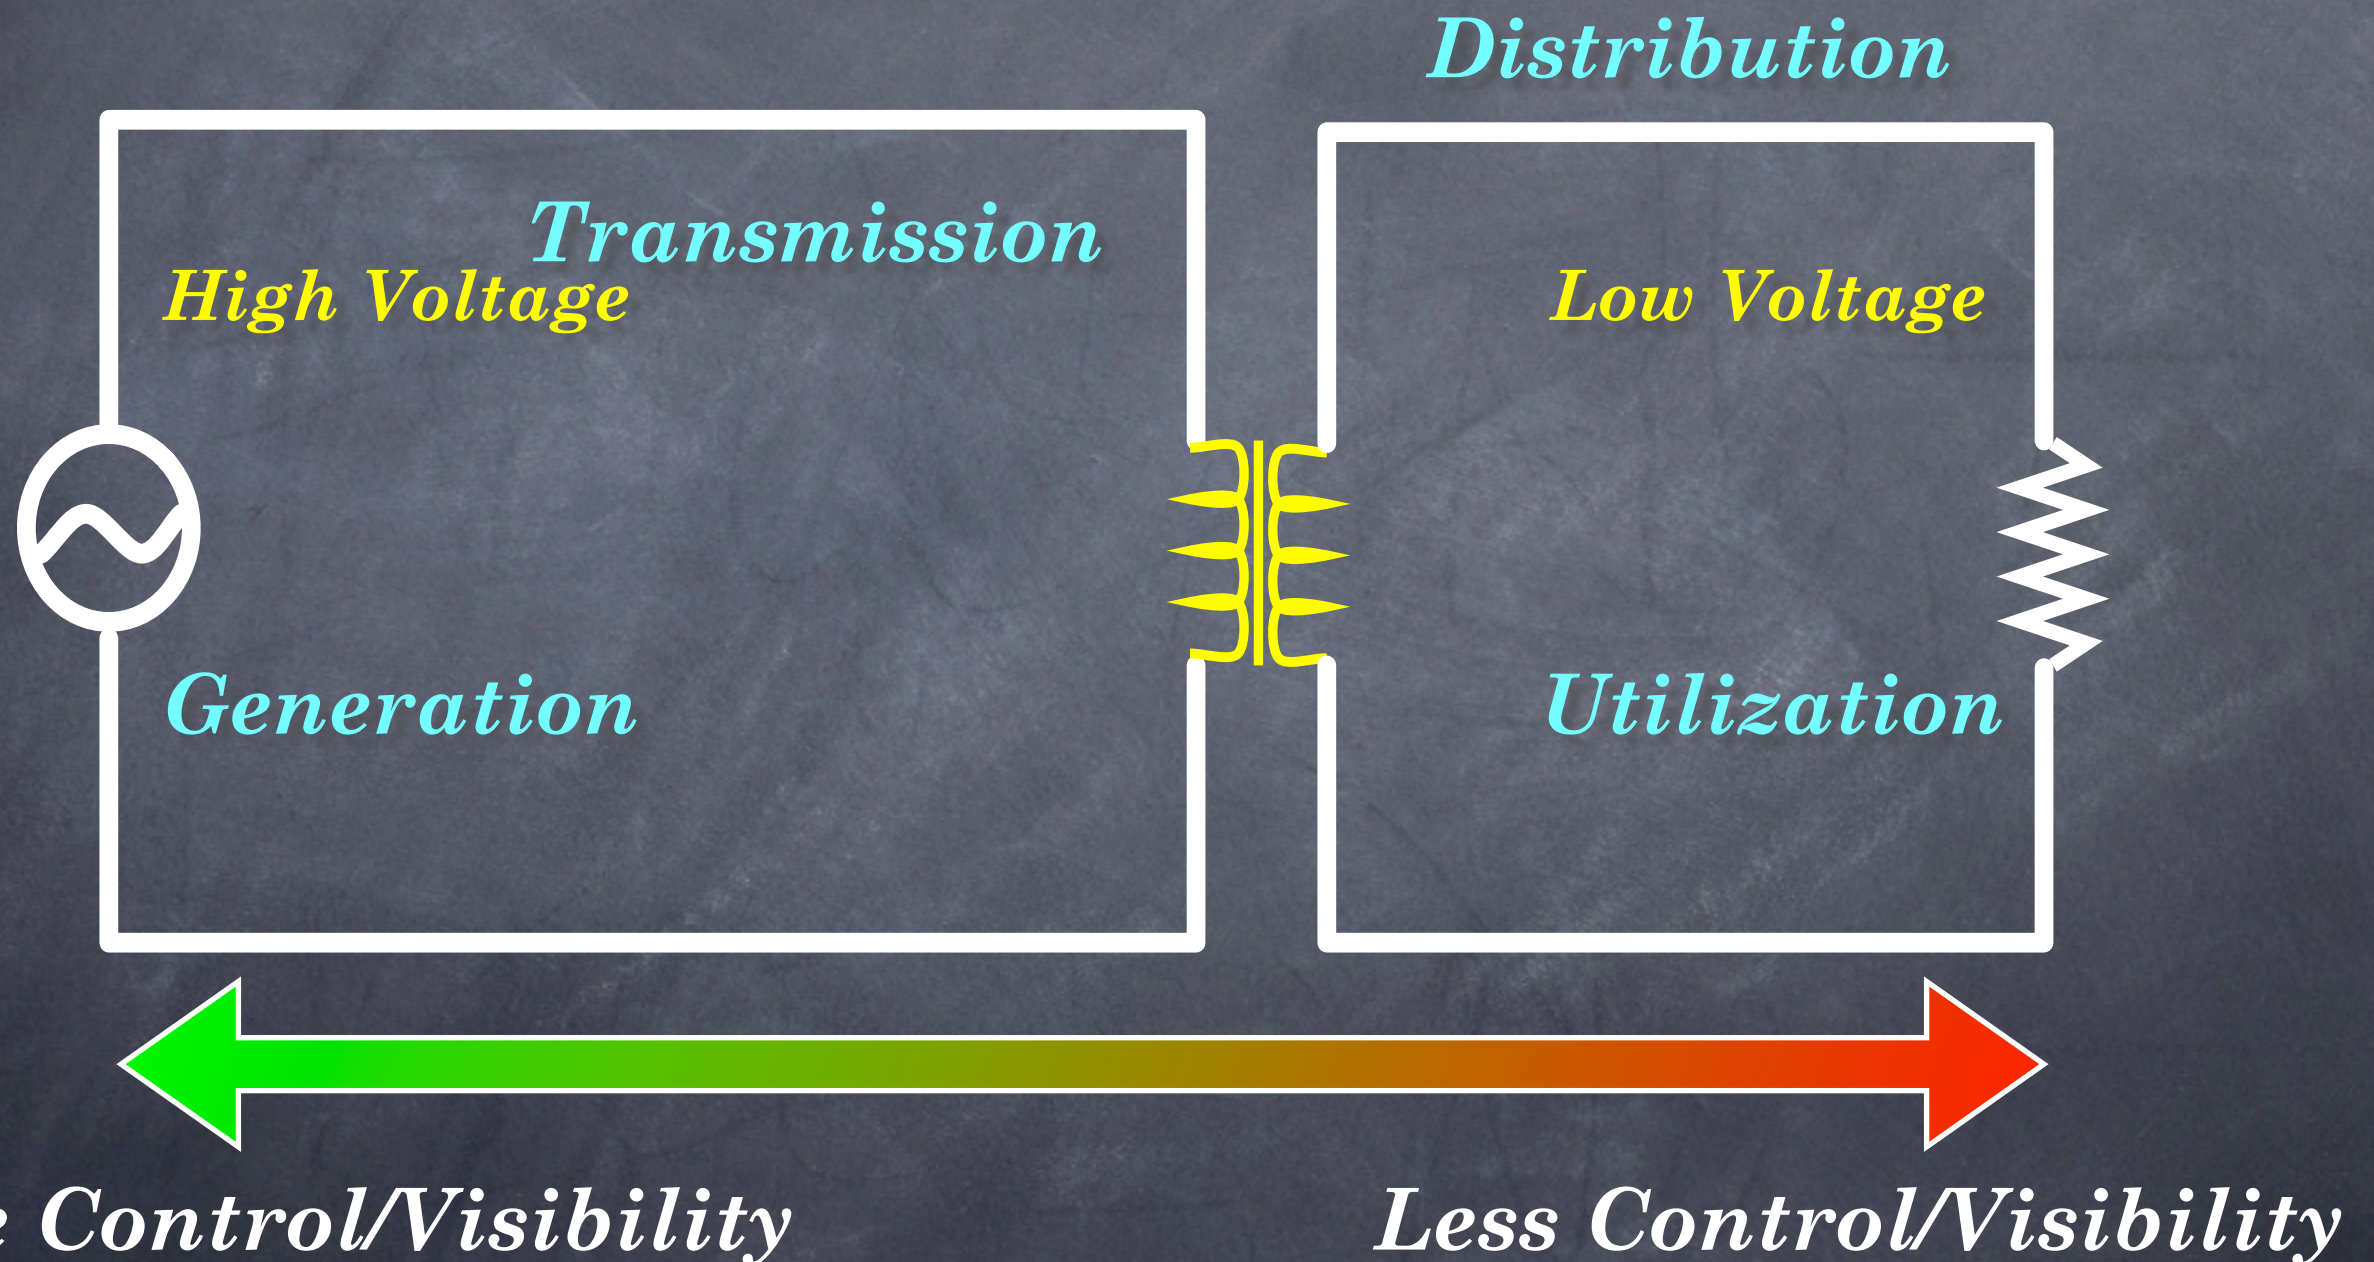 Distribution
Transmission
High Voltage
Low Voltage
Generation
Utilization
Control/Visibility
Less Control/Visibility